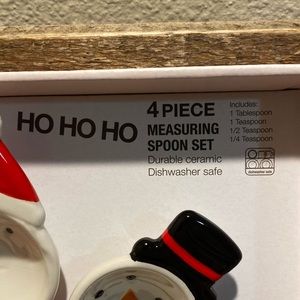 HO HO HO
4 PIECE
MEASURING
SPOON SET
Durable ceramic
Dishwasher safe
Includes:
1 Tablespoon
1 Teaspoon
1/2 Teaspoon
1/4 Teaspoon
dishwasher safe